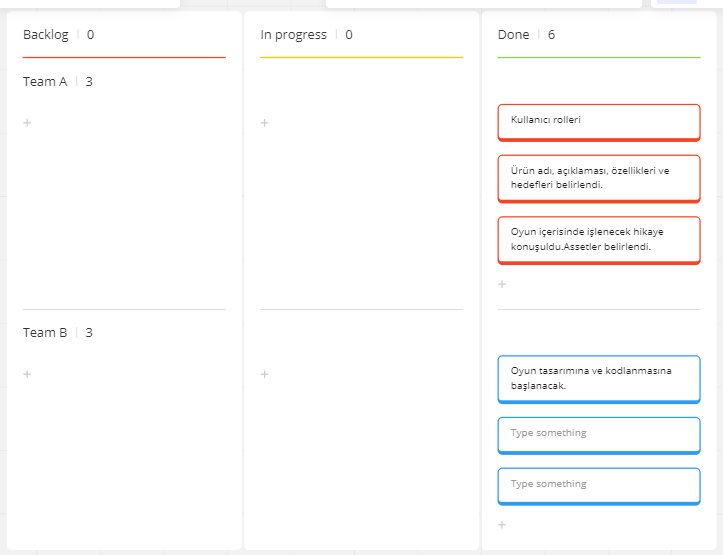 Backlog | 0
In progress | 0
Done | 6
Team A | 3
+
+
Kullanıcı rolleri
Ürün adı, açıklaması, özellikleri ve
hedefleri belirlendi.
Oyun içerisinde işlenecek hikaye
konuşuldu.Assetler belirlendi.
+
Team B | 3
+
+
Oyun tasarımına ve kodlanmasına
başlanacak.
Type something
Type something
+